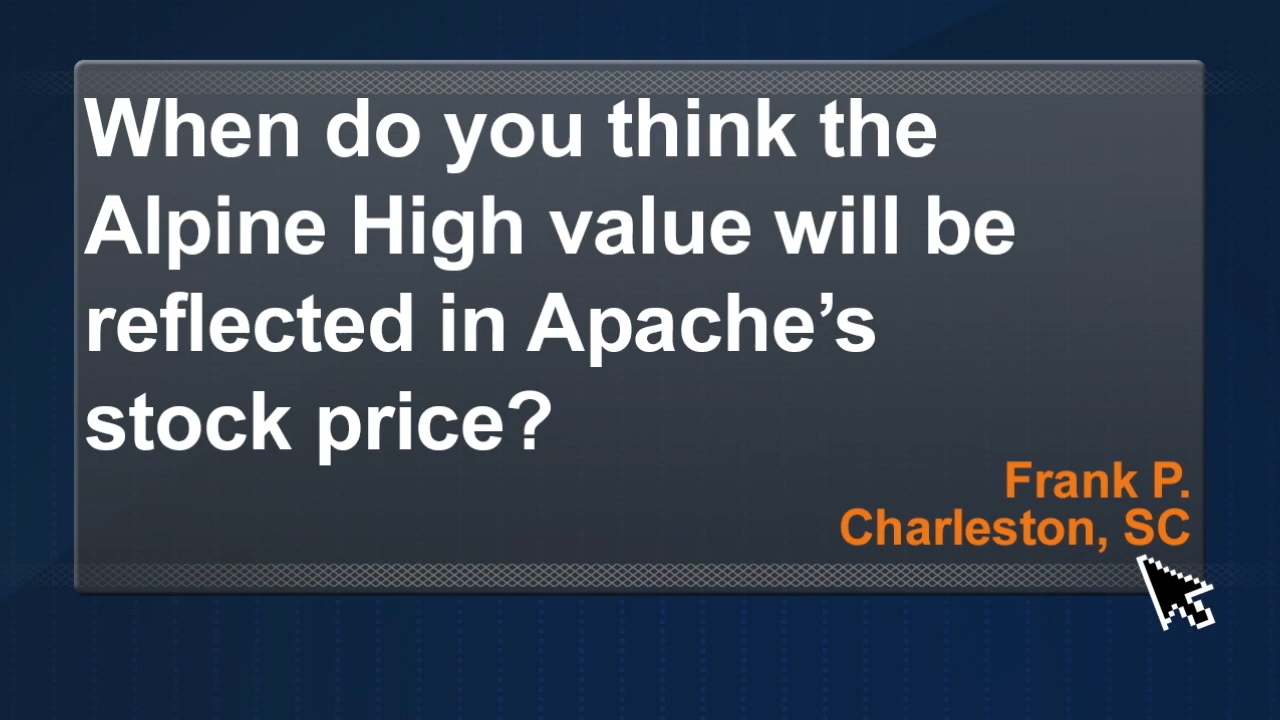 When do you think the
Alpine High value will be
reflected in Apache’s
stock price?
Frank P.
Charleston, SC